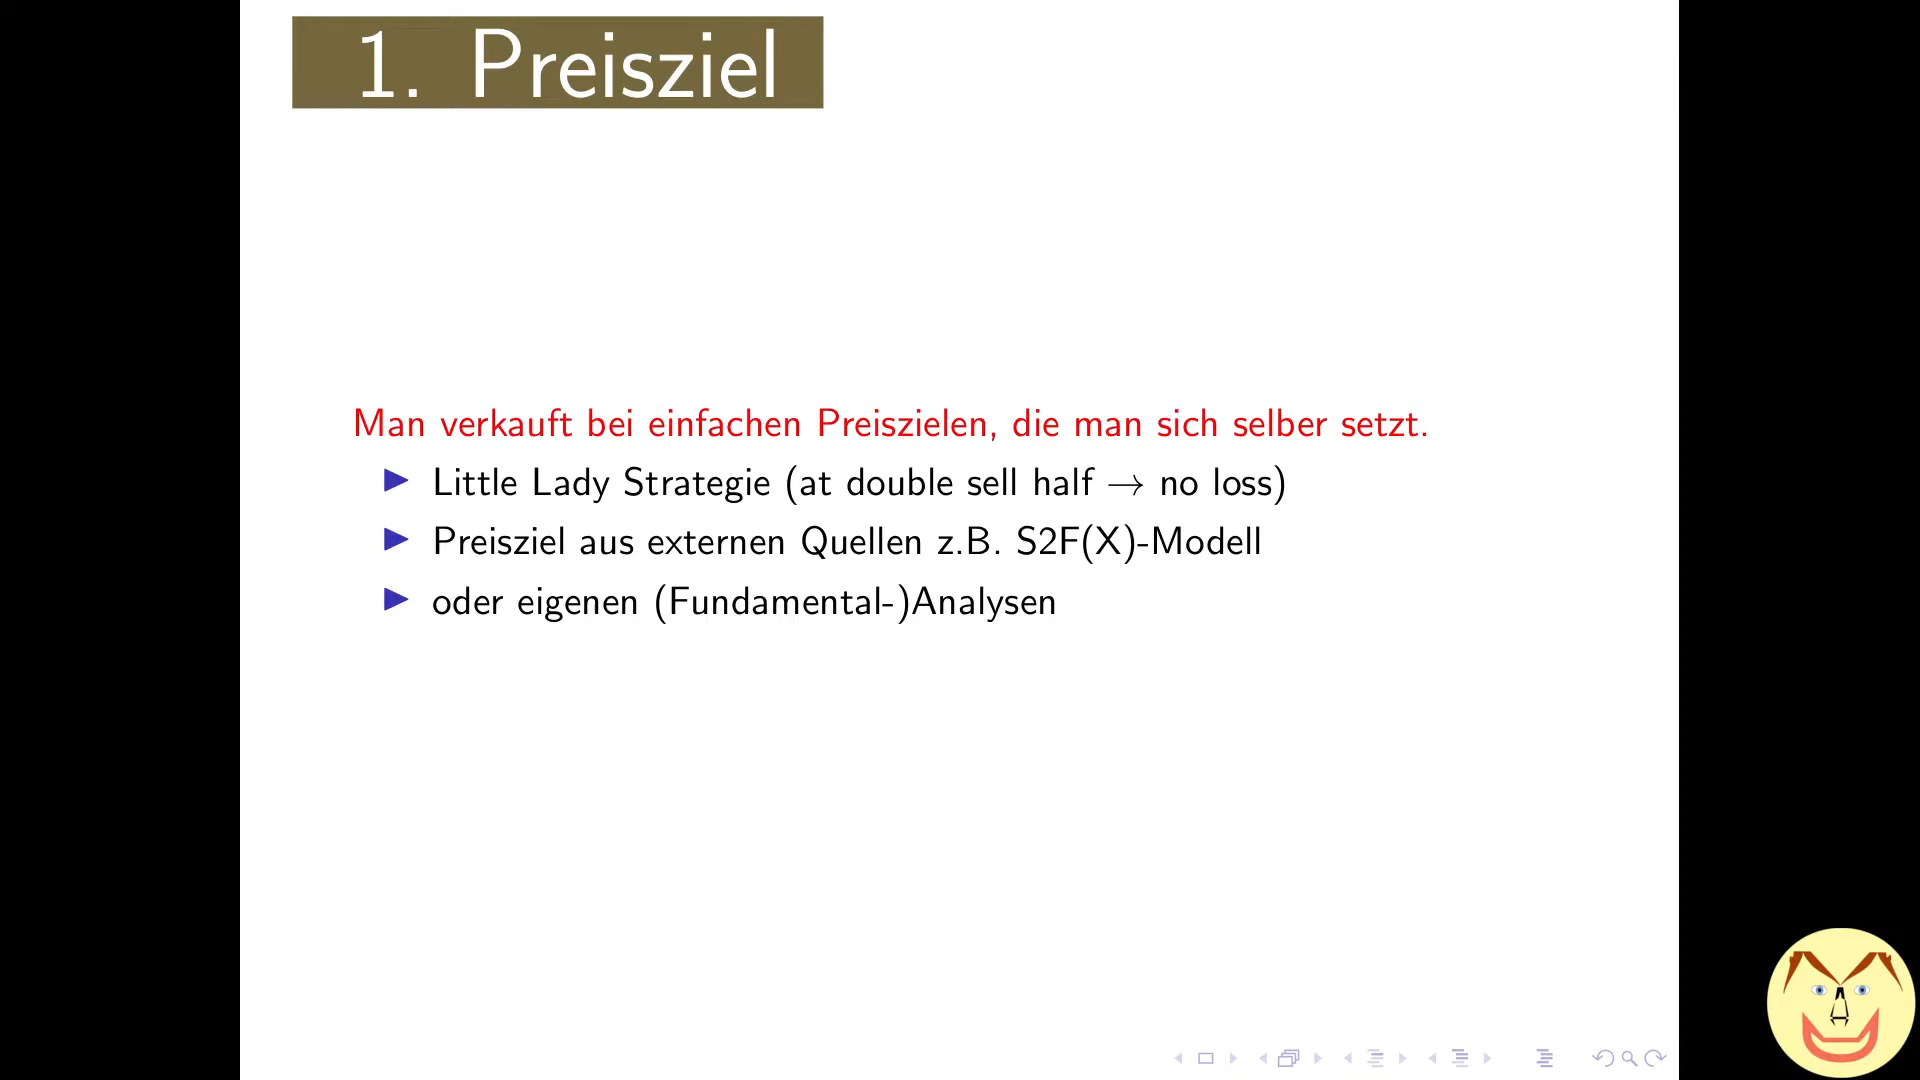 1. Preisziel
Man verkauft bei einfachen Preiszielen, die man sich selber setzt.
Little Lady Strategie (at double sell half → no loss)
Preisziel aus externen Quellen z.B. S2F(X)-Modell
oder eigenen (Fundamental-)Analysen